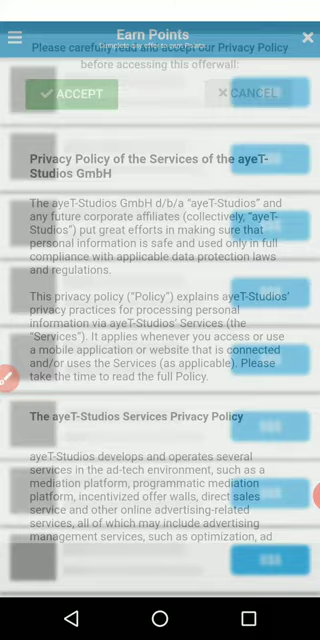 Earn Points
Complete any offer to earn Points
Please carefully read and accept our Privacy Policy
before accessing this offerwall:
ACCEPT
CANCEL
Privacy Policy of the Services of the ayeT-
Studios GmbH
The ayeT-Studios GmbH d/b/a “ayeT-Studios” and
any future corporate affiliates (collectively, “ayeT-
Studios”) put great efforts in making sure that
personal information is safe and used only in full
compliance with applicable data protection laws
and regulations.
This privacy policy (“Policy”) explains ayeT-Studios’
privacy practices for processing personal
information via ayeT-Studios’ Services (the
“Services”). It applies whenever you access or use
a mobile application or website that is connected
and/or uses the Services (as applicable). Please
take the time to read the full Policy.
The ayeT-Studios Services Privacy Policy
ayeT-Studios develops and operates several
services in the ad-tech environment, such as a
mediation platform, programmatic mediation
platform, incentivized offer walls, direct sales
service and other online advertising-related
services, all of which may include advertising
management services, such as optimization, ad